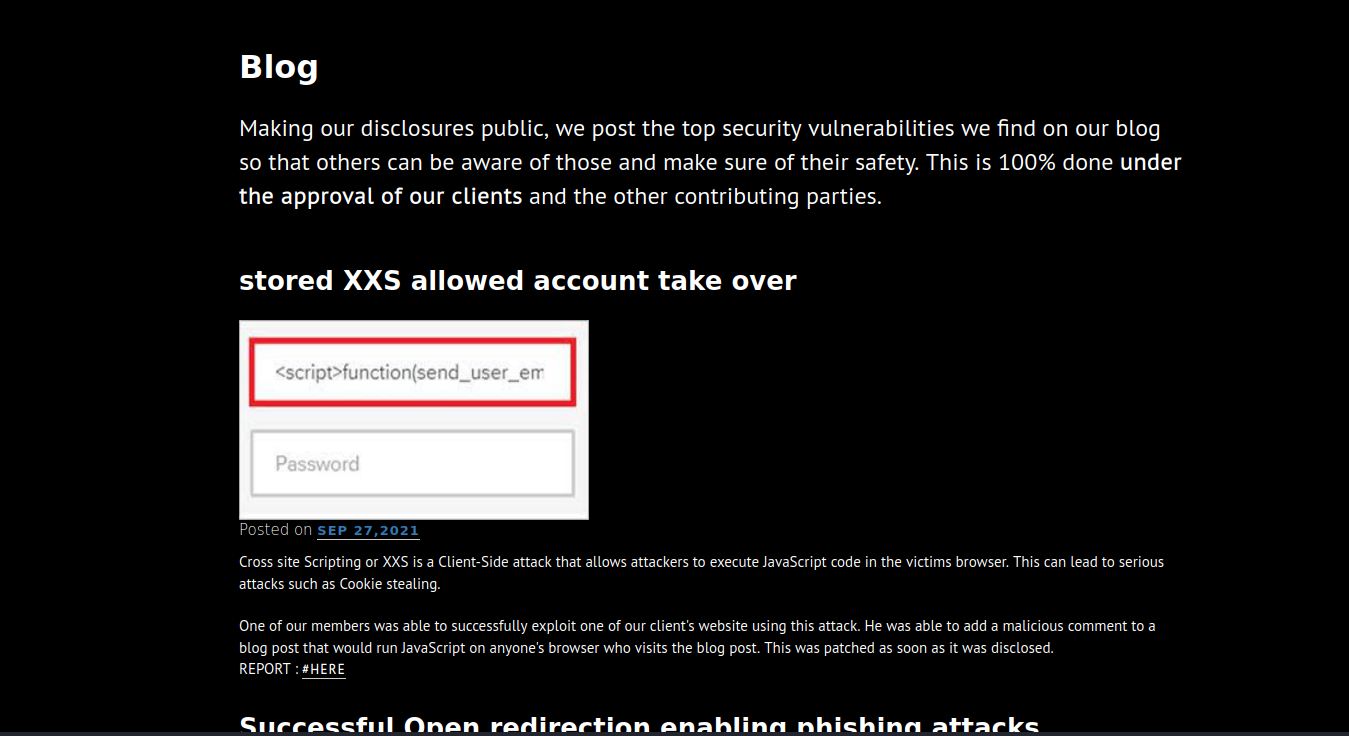 Blog
Making our disclosures public, we post the top security vulnerabilities we find on our blog
so that others can be aware of those and make sure of their safety. This is 100% done under
the approval of our clients and the other contributing parties.
stored XXS allowed account take over
<script>function(send_user_em
Password
Posted on SEP 27,2021
Cross site Scripting or XXS is a Client-Side attack that allows attackers to execute JavaScript code in the victims browser. This can lead to serious
attacks such as Cookie stealing.
One of our members was able to successfully exploit one of our client's website using this attack. He was able to add a malicious comment to a
blog post that would run JavaScript on anyone's browser who visits the blog post. This was patched as soon as it was disclosed.
REPORT : #HERE
Successful Open redirection enabling phishing attacks